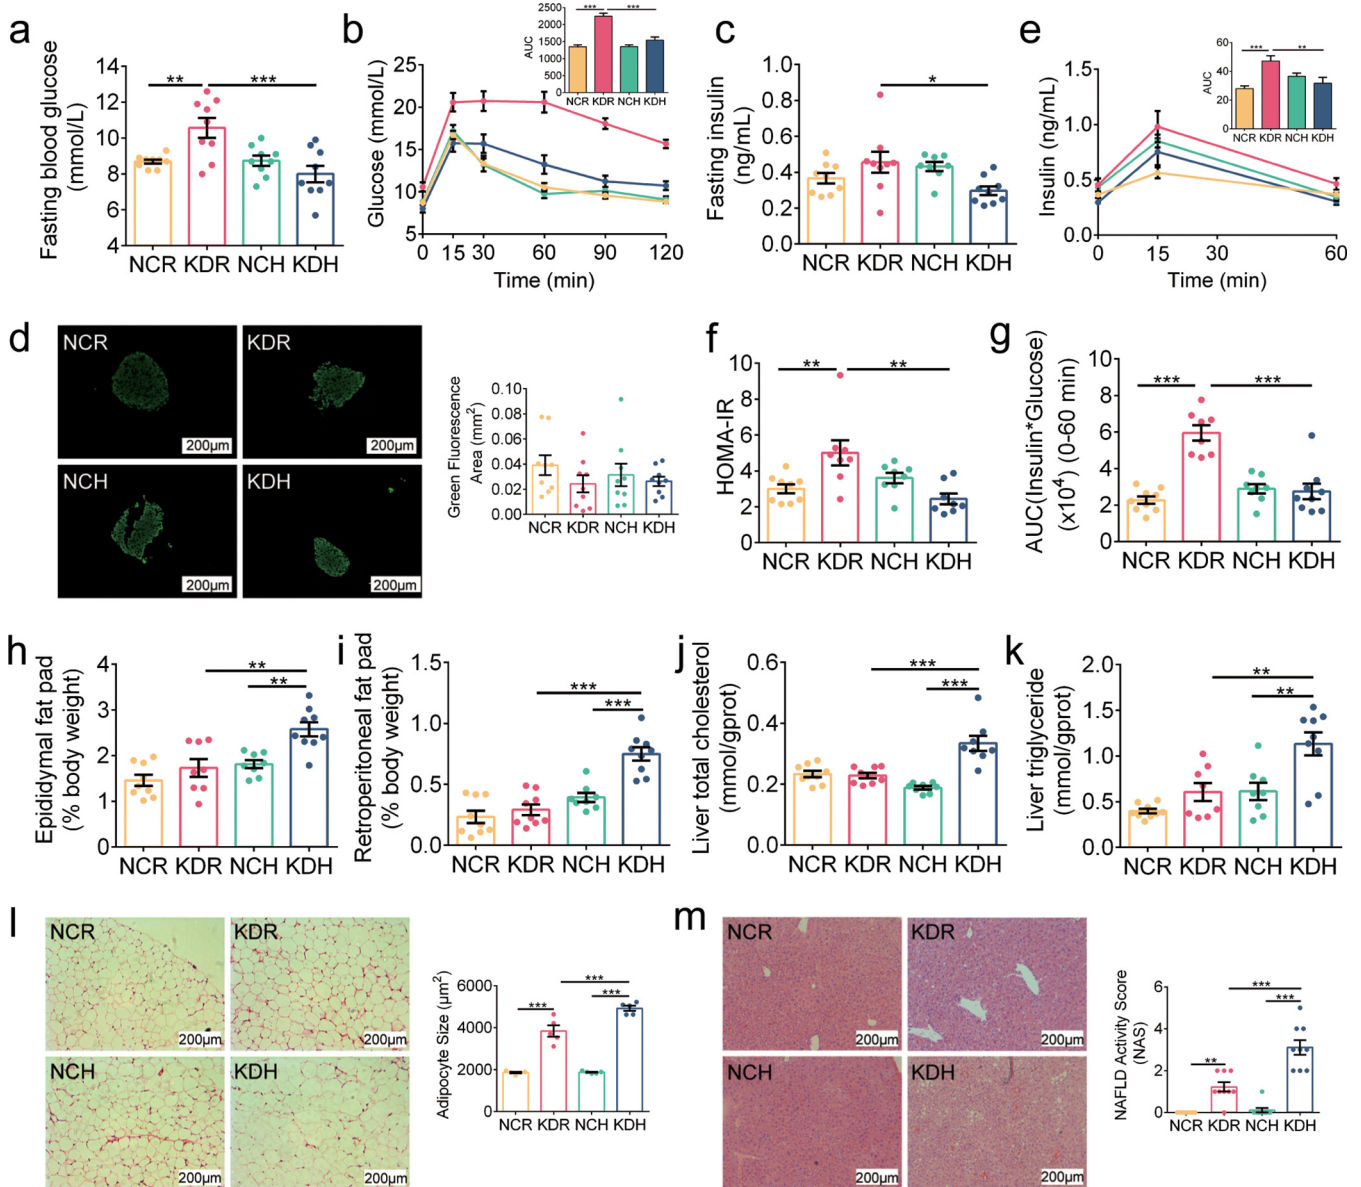 a
Fasting blood glucose
(mmol/L)
14
12
10
8
6
4
**
***
NCR KDR NCH KDH
b
Glucose (mmol/L)
25
20
15
10
5
0 15 30 60 90 120
Time (min)
AUC
2500
2000
1500
1000
500
0
***
***
NCR KDR NCH KDH
c
Fasting insulin
(ng/mL)
1.0
0.8
0.6
0.4
0.2
0.0
*
NCR KDR NCH KDH
e
Insulin (ng/mL)
1.5
1.0
0.5
0.0
0 15 30 60
Time (min)
AUC
60
40
20
0
***
**
NCR KDR NCH KDH
d
NCR
200μm
KDR
200μm
NCH
200μm
KDH
200μm
Green Fluorescence
Area (mm²)
0.10
0.08
0.06
0.04
0.02
0.00
NCR KDR NCH KDH
f
HOMA-IR
10
8
6
4
2
0
**
**
NCR KDR NCH KDH
g
AUC(Insulin*Glucose)
(x10⁴) (0-60 min)
10
8
6
4
2
0
***
***
NCR KDR NCH KDH
h
Epididymal fat pad
(% body weight)
4
3
2
1
0
**
**
NCR KDR NCH KDH
i
Retroperitoneal fat pad
(% body weight)
1.5
1.0
0.5
0.0
***
***
NCR KDR NCH KDH
j
Liver total cholesterol
(mmol/gprot)
0.6
0.4
0.2
0.0
***
***
NCR KDR NCH KDH
k
Liver triglyceride
(mmol/gprot)
2.0
1.5
1.0
0.5
0.0
**
**
NCR KDR NCH KDH
l
NCR
200μm
KDR
200μm
NCH
200μm
KDH
200μm
Adipocyte Size (μm²)
6000
4000
2000
0
***
***
***
NCR KDR NCH KDH
m
NCR
200μm
KDR
200μm
NCH
200μm
KDH
200μm
NAFLD Activity Score
(NAS)
6
4
2
0
***
***
**
NCR KDR NCH KDH